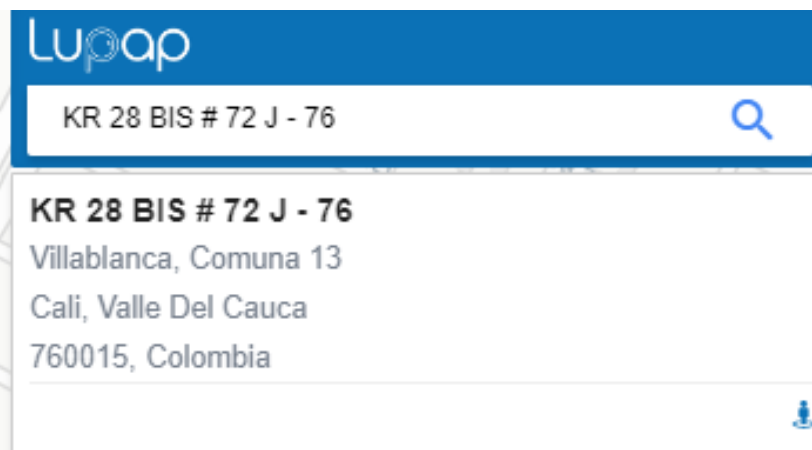 Lupap
KR 28 BIS # 72 J - 76
KR 28 BIS # 72 J - 76
Villablanca, Comuna 13
Cali, Valle Del Cauca
760015, Colombia